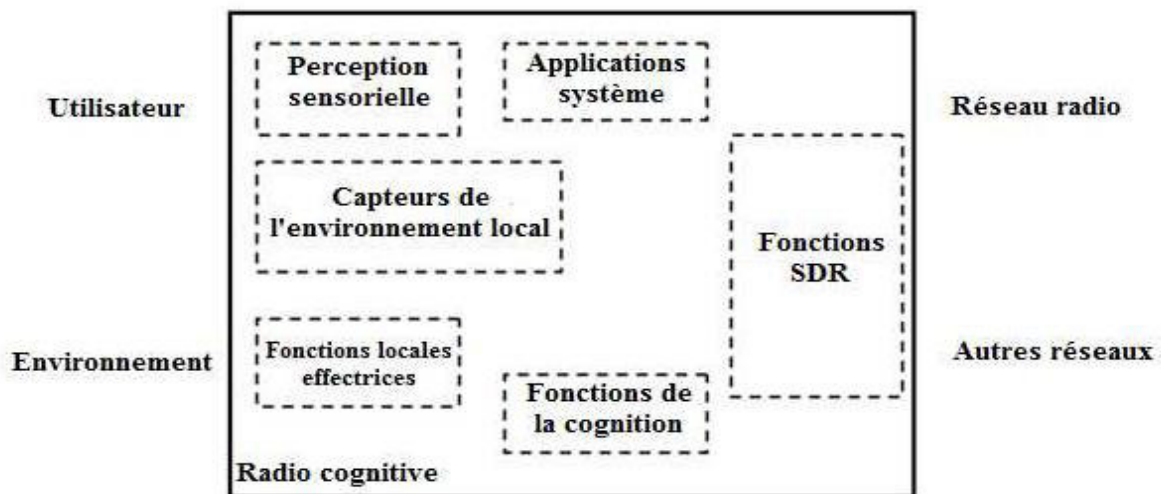 Perception
sensorielle
Applications
système
Utilisateur
Réseau radio
Capteurs de
l'environnement local
Fonctions
SDR
Environnement
Fonctions locales
effectrices
Autres réseaux
Fonctions de
la cognition
Radio cognitive